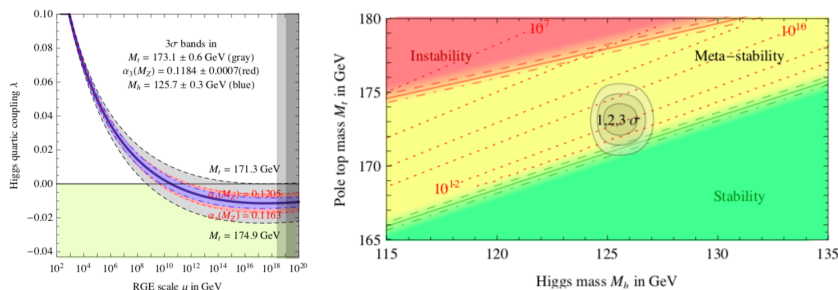 0.10
0.08
0.06
0.04
0.02
0.00
-0.02
-0.04
Higgs quartic coupling λ
3σ bands in
M_t = 173.1 ± 0.6 GeV (gray)
α_3(M_Z) = 0.1184 ± 0.0007(red)
M_h = 125.7 ± 0.3 GeV (blue)
M_t = 171.3 GeV
α_s(M_Z) = 0.1205
α_s(M_Z) = 0.1163
M_t = 174.9 GeV
10^2 10^4 10^6 10^8 10^10 10^12 10^14 10^16 10^18 10^20
RGE scale μ in GeV
180
175
170
165
Pole top mass M_t in GeV
Instability
10^7
10^10
Meta-stability
1,2,3 σ
10^12
Stability
115 120 125 130 135
Higgs mass M_h in GeV